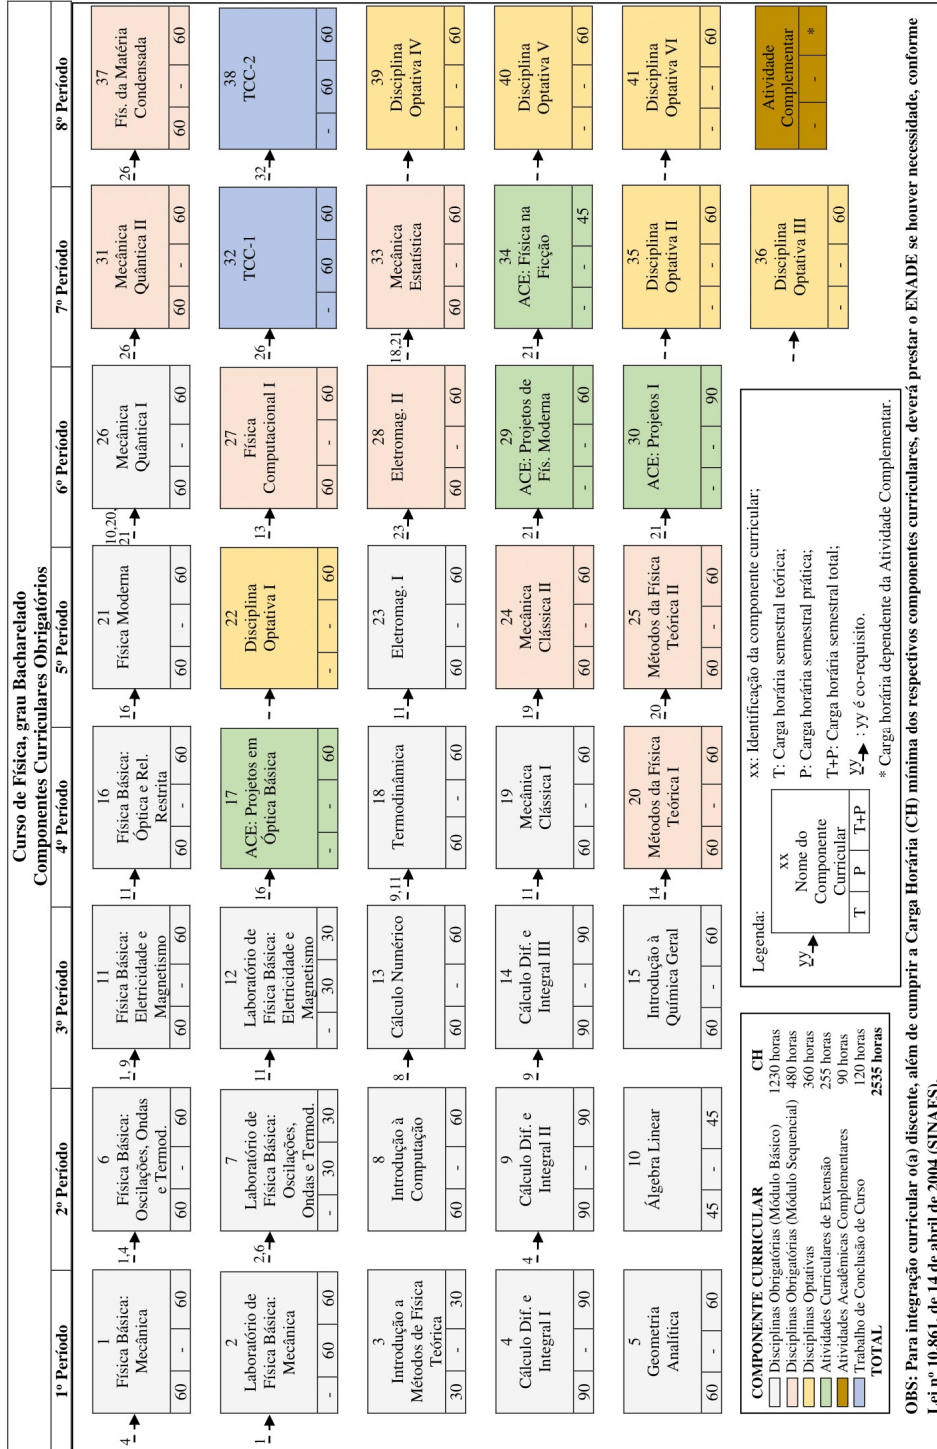 Curso de Física, grau Bacharelado
Componentes Curriculares Obrigatórios
1º Período
2º Período
3º Período
4º Período
5º Período
6º Período
7º Período
8º Período
4
1
Física Básica:
Mecânica
60 - 60
1,4
6
Física Básica:
Oscilações, Ondas
e Termod.
60 - 60
1, 9
11
Física Básica:
Eletricidade e
Magnetismo
60 - 60
11
16
Física Básica:
Óptica e Rel.
Restrita
60 - 60
16
21
Física Moderna
60 - 60
10,20,
21
26
Mecânica
Quântica I
60 - 60
26
31
Mecânica
Quântica II
60 - 60
26
37
Fís. da Matéria
Condensada
60 - 60
1
2
Laboratório de
Física Básica:
Mecânica
- 60 60
2,6
7
Laboratório de
Física Básica:
Oscilações,
Ondas e Termod.
- 30 30
11
12
Laboratório de
Física Básica:
Eletricidade e
Magnetismo
- 30 30
16
17
ACE: Projetos em
Óptica Básica
- - 60
22
Disciplina
Optativa I
- - 60
13
27
Física
Computacional I
60 - 60
26
32
TCC-1
- 60 60
32
38
TCC-2
- 60 60
3
Introdução a
Métodos de Física
Teórica
30 - 30
8
Introdução à
Computação
60 - 60
8
13
Cálculo Numérico
60 - 60
9,11
18
Termodinâmica
60 - 60
11
23
Eletromag. I
60 - 60
23
28
Eletromag. II
60 - 60
18,21
33
Mecânica
Estatística
60 - 60
39
Disciplina
Optativa IV
- - 60
4
Cálculo Dif. e
Integral I
90 - 90
4
9
Cálculo Dif. e
Integral II
90 - 90
9
14
Cálculo Dif. e
Integral III
90 - 90
11
19
Mecânica
Clássica I
60 - 60
19
24
Mecânica
Clássica II
60 - 60
21
29
ACE: Projetos de
Fís. Moderna
- - 60
21
34
ACE: Física na
Ficção
- - 45
40
Disciplina
Optativa V
- - 60
5
Geometria
Analítica
60 - 60
10
Álgebra Linear
45 - 45
15
Introdução à
Química Geral
60 - 60
14
20
Métodos da Física
Teórica I
60 - 60
20
25
Métodos da Física
Teórica II
60 - 60
21
30
ACE: Projetos I
- - 90
35
Disciplina
Optativa II
- - 60
41
Disciplina
Optativa VI
- - 60
36
Disciplina
Optativa III
- - 60
Atividade
Complementar
- - *
COMPONENTE CURRICULAR CH
Disciplinas Obrigatórias (Módulo Básico) 1230 horas
Disciplinas Obrigatórias (Módulo Sequencial) 480 horas
Disciplinas Optativas 360 horas
Atividades Curriculares de Extensão 255 horas
Atividades Acadêmicas Complementares 90 horas
Trabalho de Conclusão de Curso 120 horas
TOTAL 2535 horas
Legenda:
yy
xx
Nome do
Componente
Curricular
T P T+P
xx: Identificação da componente curricular;
T: Carga horária semestral teórica;
P: Carga horária semestral prática;
T+P: Carga horária semestral total;
yy : yy é co-requisito.
* Carga horária dependente da Atividade Complementar.
OBS: Para integração curricular o(a) discente, além de cumprir a Carga Horária (CH) mínima dos respectivos componentes curriculares, deverá prestar o ENADE se houver necessidade, conforme
Lei nº 10.861, de 14 de abril de 2004 (SINAES).